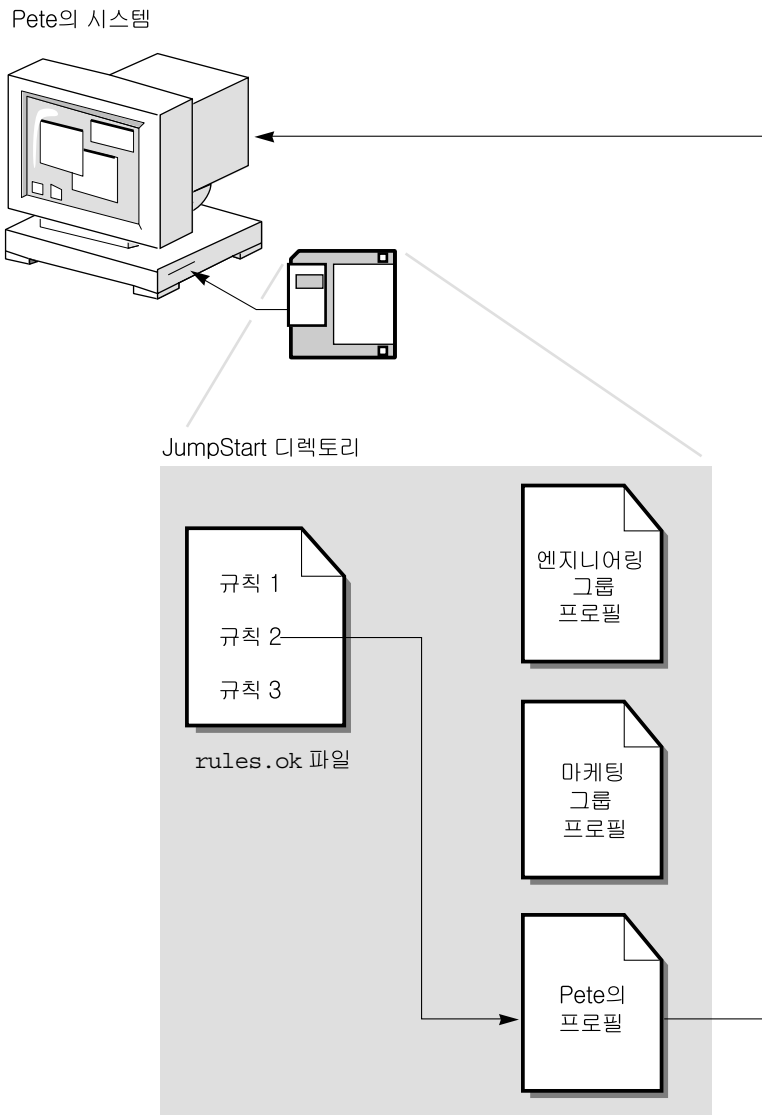 Pete의 시스템
JumpStart 디렉토리
규칙 1
규칙 2
규칙 3
rules.ok 파일
엔지니어링
그룹
프로필
마케팅
그룹
프로필
Pete의
프로필